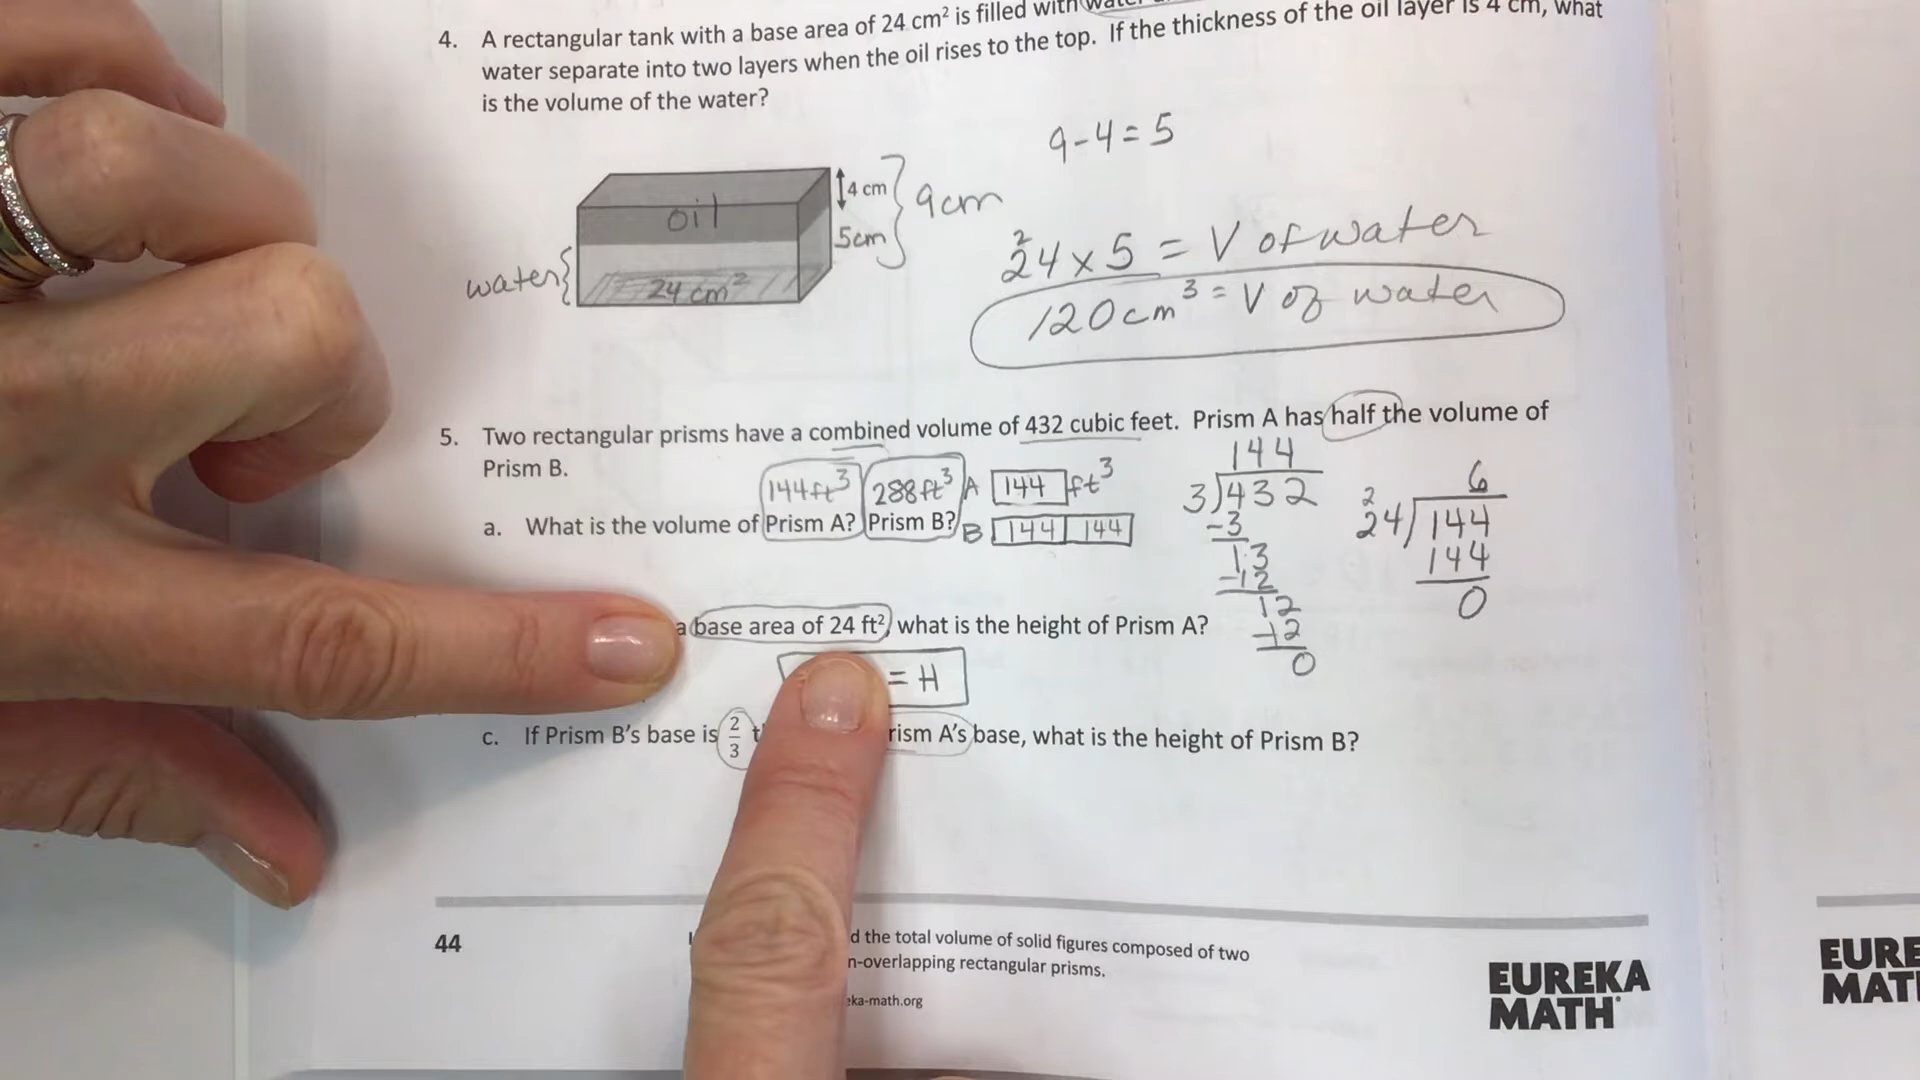 4. A rectangular tank with a base area of 24 cm² is filled with water
water separate into two layers when the oil rises to the top. If the thickness of the oil layer is 4 cm, what
is the volume of the water?
9-4=5
oil
4 cm
9cm
5cm
water
24 cm²
2
24 x 5 = V of water
120cm³ = V of water
5. Two rectangular prisms have a combined volume of 432 cubic feet. Prism A has half the volume of
Prism B.
144ft³ 288ft³ A 144 ft³
a. What is the volume of Prism A? Prism B? B 144 144
144
3)432
-3
13
-12
12
-12
0
6
2
24)144
144
0
a base area of 24 ft², what is the height of Prism A?
= H
c. If Prism B's base is 2/3 rism A's base, what is the height of Prism B?
44
d the total volume of solid figures composed of two
n-overlapping rectangular prisms.
eka-math.org
EUREKA
MATH
EURE
MAT